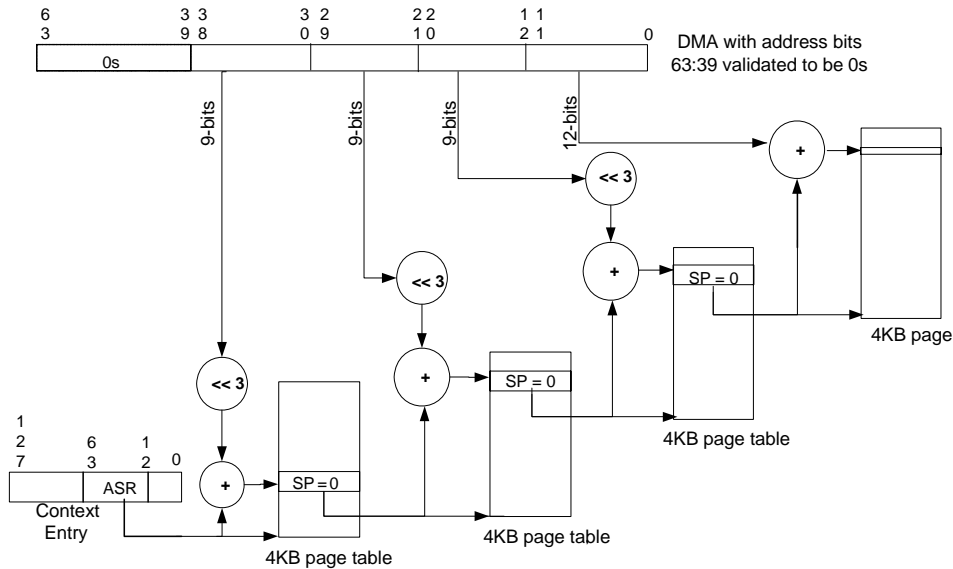 6 3 3 3 2 2 2 1 1
3 9 8 0 9 1 0 2 1 0
0s
DMA with address bits
63:39 validated to be 0s
9-bits
9-bits
9-bits
12-bits
+
<< 3
+
SP = 0
4KB page
<< 3
+
SP = 0
4KB page table
<< 3
1 6 1
2 3 2 0
7
ASR
+
SP = 0
Context
Entry
4KB page table
4KB page table